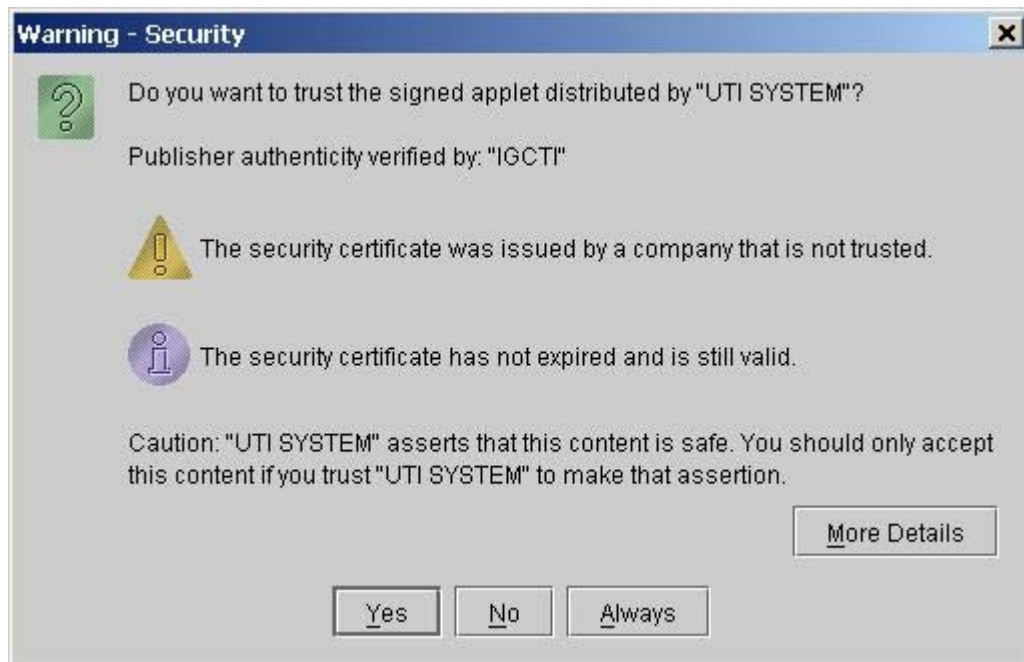 Warning - Security
Do you want to trust the signed applet distributed by "UTI SYSTEM"?
Publisher authenticity verified by: "IGCTI"
The security certificate was issued by a company that is not trusted.
The security certificate has not expired and is still valid.
Caution: "UTI SYSTEM" asserts that this content is safe. You should only accept
this content if you trust "UTI SYSTEM" to make that assertion.
More Details
Yes No Always